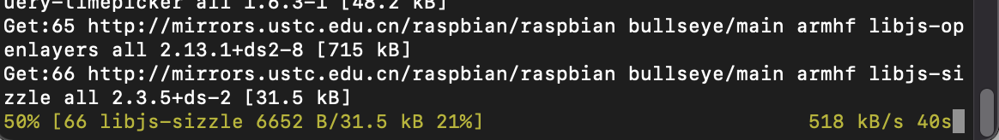 uery-timepicker all 1.6.3-1 [48.2 kB]
Get:65 http://mirrors.ustc.edu.cn/raspbian/raspbian bullseye/main armhf libjs-op
enlayers all 2.13.1+ds2-8 [715 kB]
Get:66 http://mirrors.ustc.edu.cn/raspbian/raspbian bullseye/main armhf libjs-si
zzle all 2.3.5+ds-2 [31.5 kB]
50% [66 libjs-sizzle 6652 B/31.5 kB 21%] 518 kB/s 40s